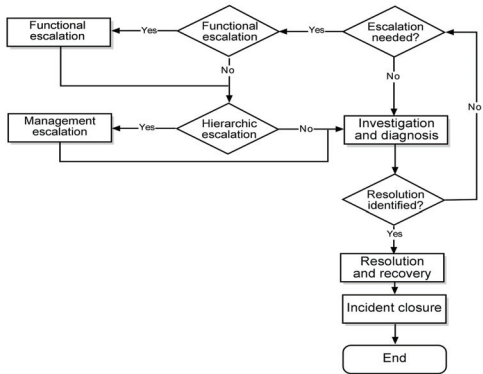 Functional
escalation
Yes
Functional
escalation
Yes
Escalation
needed?
No
No
No
Management
escalation
Yes
Hierarchic
escalation
No
Investigation
and diagnosis
Resolution
identified?
Yes
Resolution
and recovery
Incident closure
End